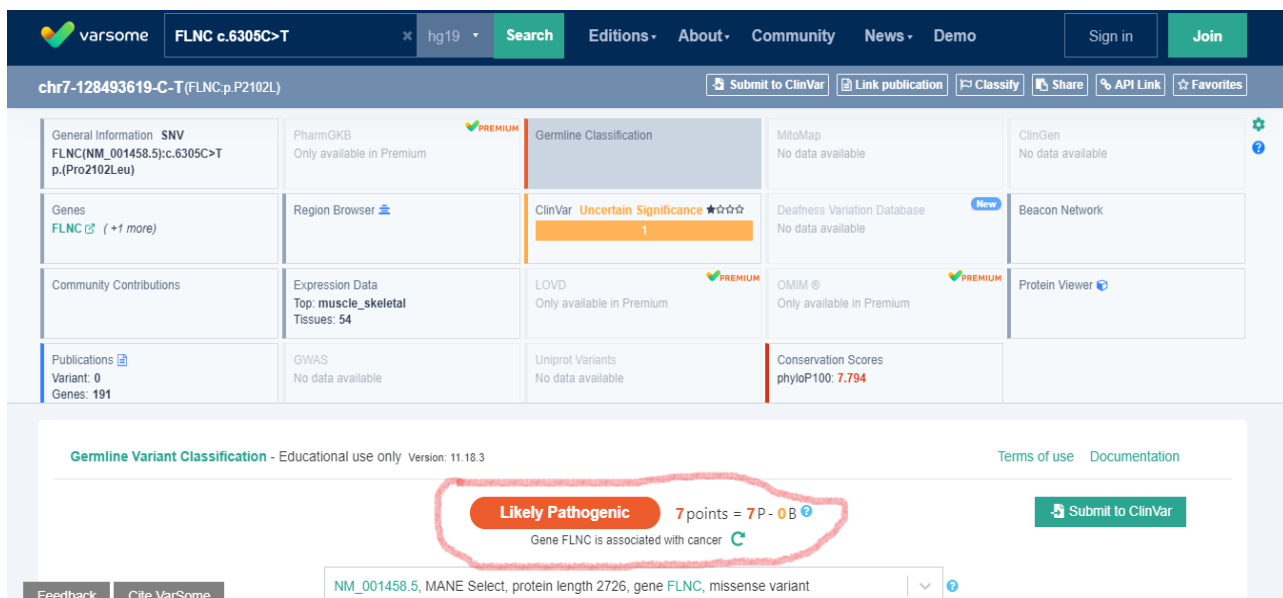 varsome FLNC c.6305C>T × hg19 Search Editions About Community News Demo Sign in Join
chr7-128493619-C-T(FLNC:p.P2102L) Submit to ClinVar Link publication Classify Share API Link Favorites
General Information SNV
FLNC(NM_001458.5):c.6305C>T
p.(Pro2102Leu)
PharmGKB PREMIUM
Only available in Premium
Germline Classification
MitoMap
No data available
ClinGen
No data available
Genes
FLNC ( +1 more)
Region Browser
ClinVar Uncertain Significance
1
Deafness Variation Database New
No data available
Beacon Network
Community Contributions
Expression Data
Top: muscle_skeletal
Tissues: 54
LOVD PREMIUM
Only available in Premium
OMIM ® PREMIUM
Only available in Premium
Protein Viewer
Publications
Variant: 0
Genes: 191
GWAS
No data available
Uniprot Variants
No data available
Conservation Scores
phyloP100: 7.794
Germline Variant Classification - Educational use only Version: 11.18.3 Terms of use Documentation
Likely Pathogenic 7 points = 7 P - 0 B ?
Gene FLNC is associated with cancer
Submit to ClinVar
NM_001458.5, MANE Select, protein length 2726, gene FLNC, missense variant ?
Feedback Cite VarSome